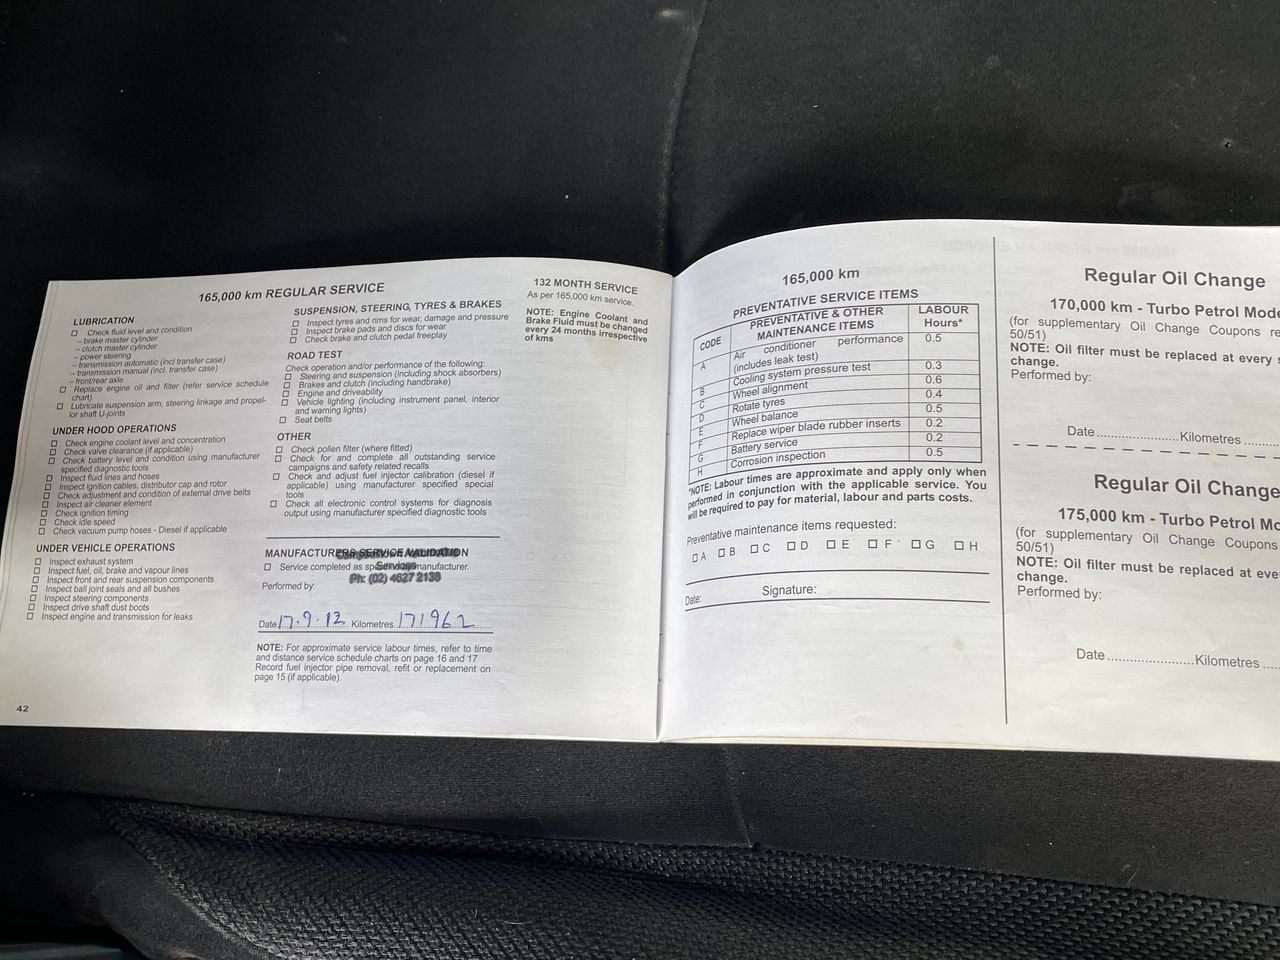 165,000 km REGULAR SERVICE
LUBRICATION
☐ Check fluid level and condition
– brake master cylinder
– clutch master cylinder
– power steering
– transmission automatic (incl transfer case)
– transmission manual (incl. transfer case)
– front/rear axle
☐ Replace engine oil and filter (refer service schedule
chart)
☐ Lubricate suspension arm, steering linkage and propel-
lor shaft U-joints
UNDER HOOD OPERATIONS
☐ Check engine coolant level and concentration
☐ Check valve clearance (if applicable)
☐ Check battery level and condition using manufacturer
specified diagnostic tools
☐ Inspect fluid lines and hoses
☐ Inspect ignition cables, distributor cap and rotor
☐ Check adjustment and condition of external drive belts
☐ Inspect air cleaner element
☐ Check ignition timing
☐ Check idle speed
☐ Check vacuum pump hoses - Diesel if applicable
UNDER VEHICLE OPERATIONS
☐ Inspect exhaust system
☐ Inspect fuel, oil, brake and vapour lines
☐ Inspect front and rear suspension components
☐ Inspect ball joint seals and all bushes
☐ Inspect steering components
☐ Inspect drive shaft dust boots
☐ Inspect engine and transmission for leaks
42
SUSPENSION, STEERING, TYRES & BRAKES
☐ Inspect tyres and rims for wear, damage and pressure
☐ Inspect brake pads and discs for wear
☐ Check brake and clutch pedal freeplay
ROAD TEST
Check operation and/or performance of the following:
☐ Steering and suspension (including shock absorbers)
☐ Brakes and clutch (including handbrake)
☐ Engine and driveability
☐ Vehicle lighting (including instrument panel, interior
and warning lights)
☐ Seat belts
OTHER
☐ Check pollen filter (where fitted)
☐ Check for and complete all outstanding service
campaigns and safety related recalls
☐ Check and adjust fuel injector calibration (diesel if
applicable) using manufacturer specified special
tools
☐ Check all electronic control systems for diagnosis
output using manufacturer specified diagnostic tools
MANUFACTURERS SERVICE VALIDATION
☐ Service completed as specified by manufacturer.
Services
Ph: (02) 4627 2138
Performed by:
Date 17.9.12 Kilometres 171962
NOTE: For approximate service labour times, refer to time
and distance service schedule charts on page 16 and 17
Record fuel injector pipe removal, refit or replacement on
page 15 (if applicable).
132 MONTH SERVICE
As per 165,000 km service.
NOTE: Engine Coolant and
Brake Fluid must be changed
every 24 months irrespective
of kms
165,000 km
PREVENTATIVE SERVICE ITEMS
CODE PREVENTATIVE & OTHER MAINTENANCE ITEMS LABOUR Hours*
A Air conditioner performance (includes leak test) 0.5
B Cooling system pressure test 0.3
C Wheel alignment 0.6
D Rotate tyres 0.4
E Wheel balance 0.5
F Replace wiper blade rubber inserts 0.2
G Battery service 0.2
H Corrosion inspection 0.5
*NOTE: Labour times are approximate and apply only when
performed in conjunction with the applicable service. You
will be required to pay for material, labour and parts costs.
Preventative maintenance items requested:
☐ A ☐ B ☐ C ☐ D ☐ E ☐ F ☐ G ☐ H
Date: Signature:
Regular Oil Change
170,000 km - Turbo Petrol Mode
(for supplementary Oil Change Coupons re
50/51)
NOTE: Oil filter must be replaced at every s
change.
Performed by:
Date ........................ Kilometres ..........
Regular Oil Change
175,000 km - Turbo Petrol Mo
(for supplementary Oil Change Coupons
50/51)
NOTE: Oil filter must be replaced at eve
change.
Performed by:
Date ........................ Kilometres .....